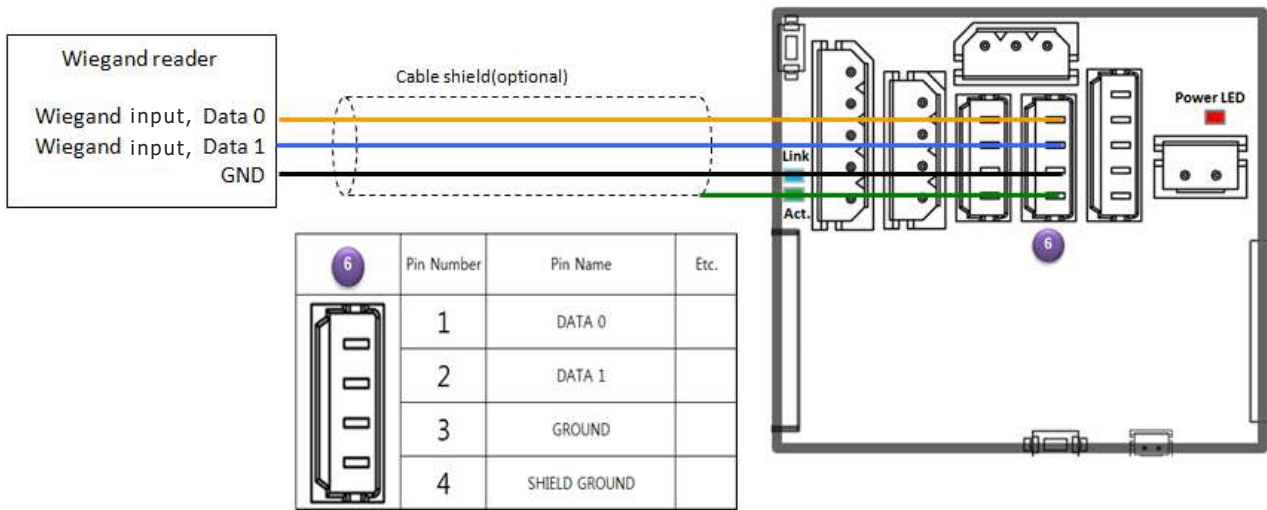 Wiegand reader
Cable shield(optional)
Wiegand input, Data 0
Wiegand input, Data 1
GND
Power LED
Link
Act.
6
6 Pin Number Pin Name Etc.
1 DATA 0
2 DATA 1
3 GROUND
4 SHIELD GROUND